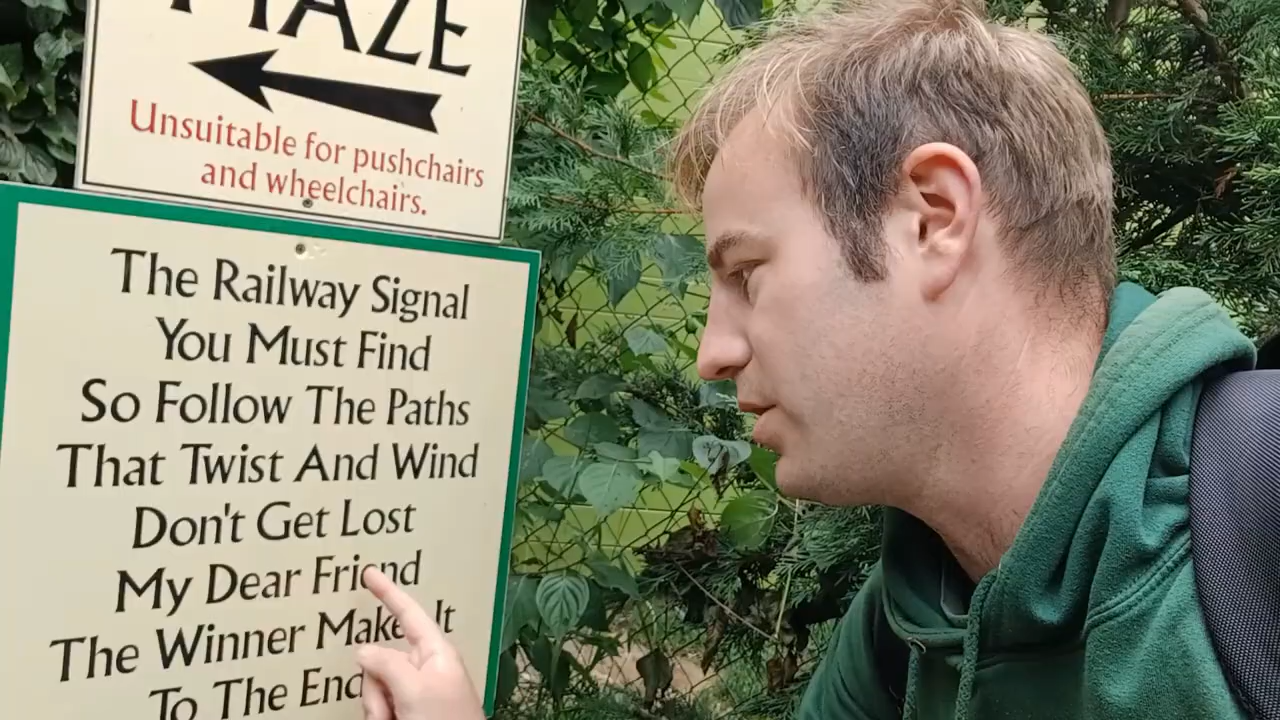 MAZE
Unsuitable for pushchairs
and wheelchairs.
The Railway Signal
You Must Find
So Follow The Paths
That Twist And Wind
Don't Get Lost
My Dear Friend
The Winner Makes It
To The End